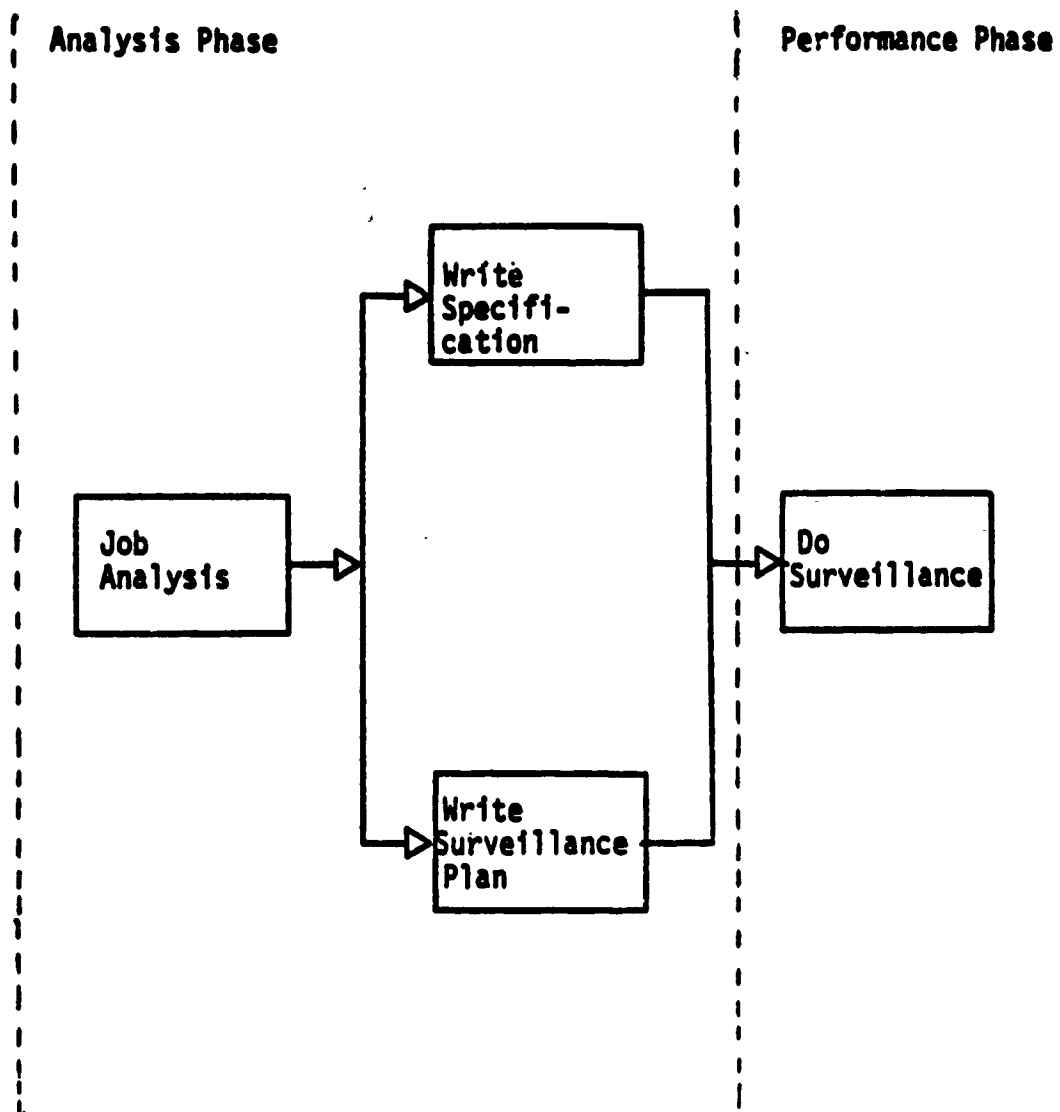 Analysis Phase
Performance Phase
Write
Specifi-
cation
Job
Analysis
Do
Surveillance
Write
Surveillance
Plan